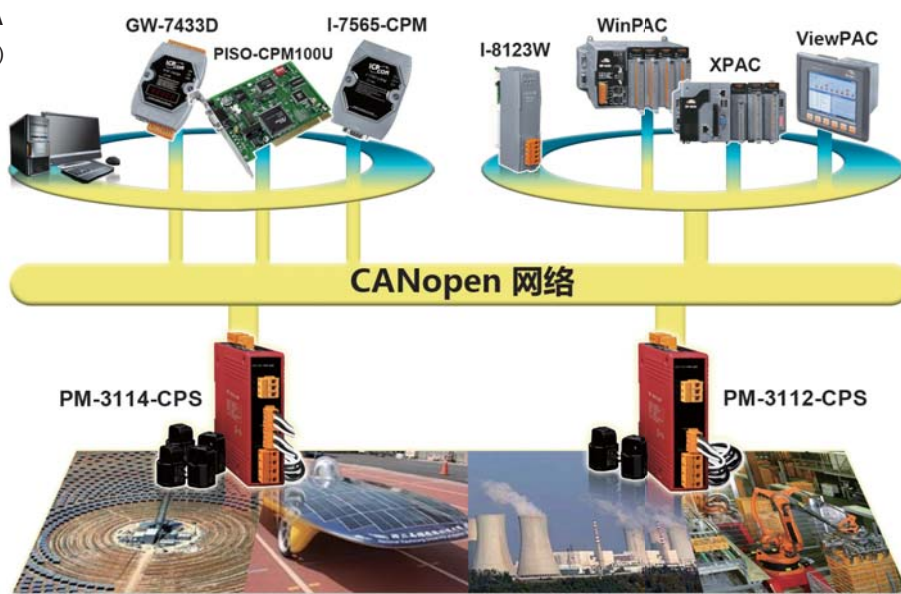 A
)
GW-7433D
PISO-CPM100U
I-7565-CPM
I-8123W
WinPAC
XPAC
ViewPAC
CANopen 网络
PM-3114-CPS
PM-3112-CPS